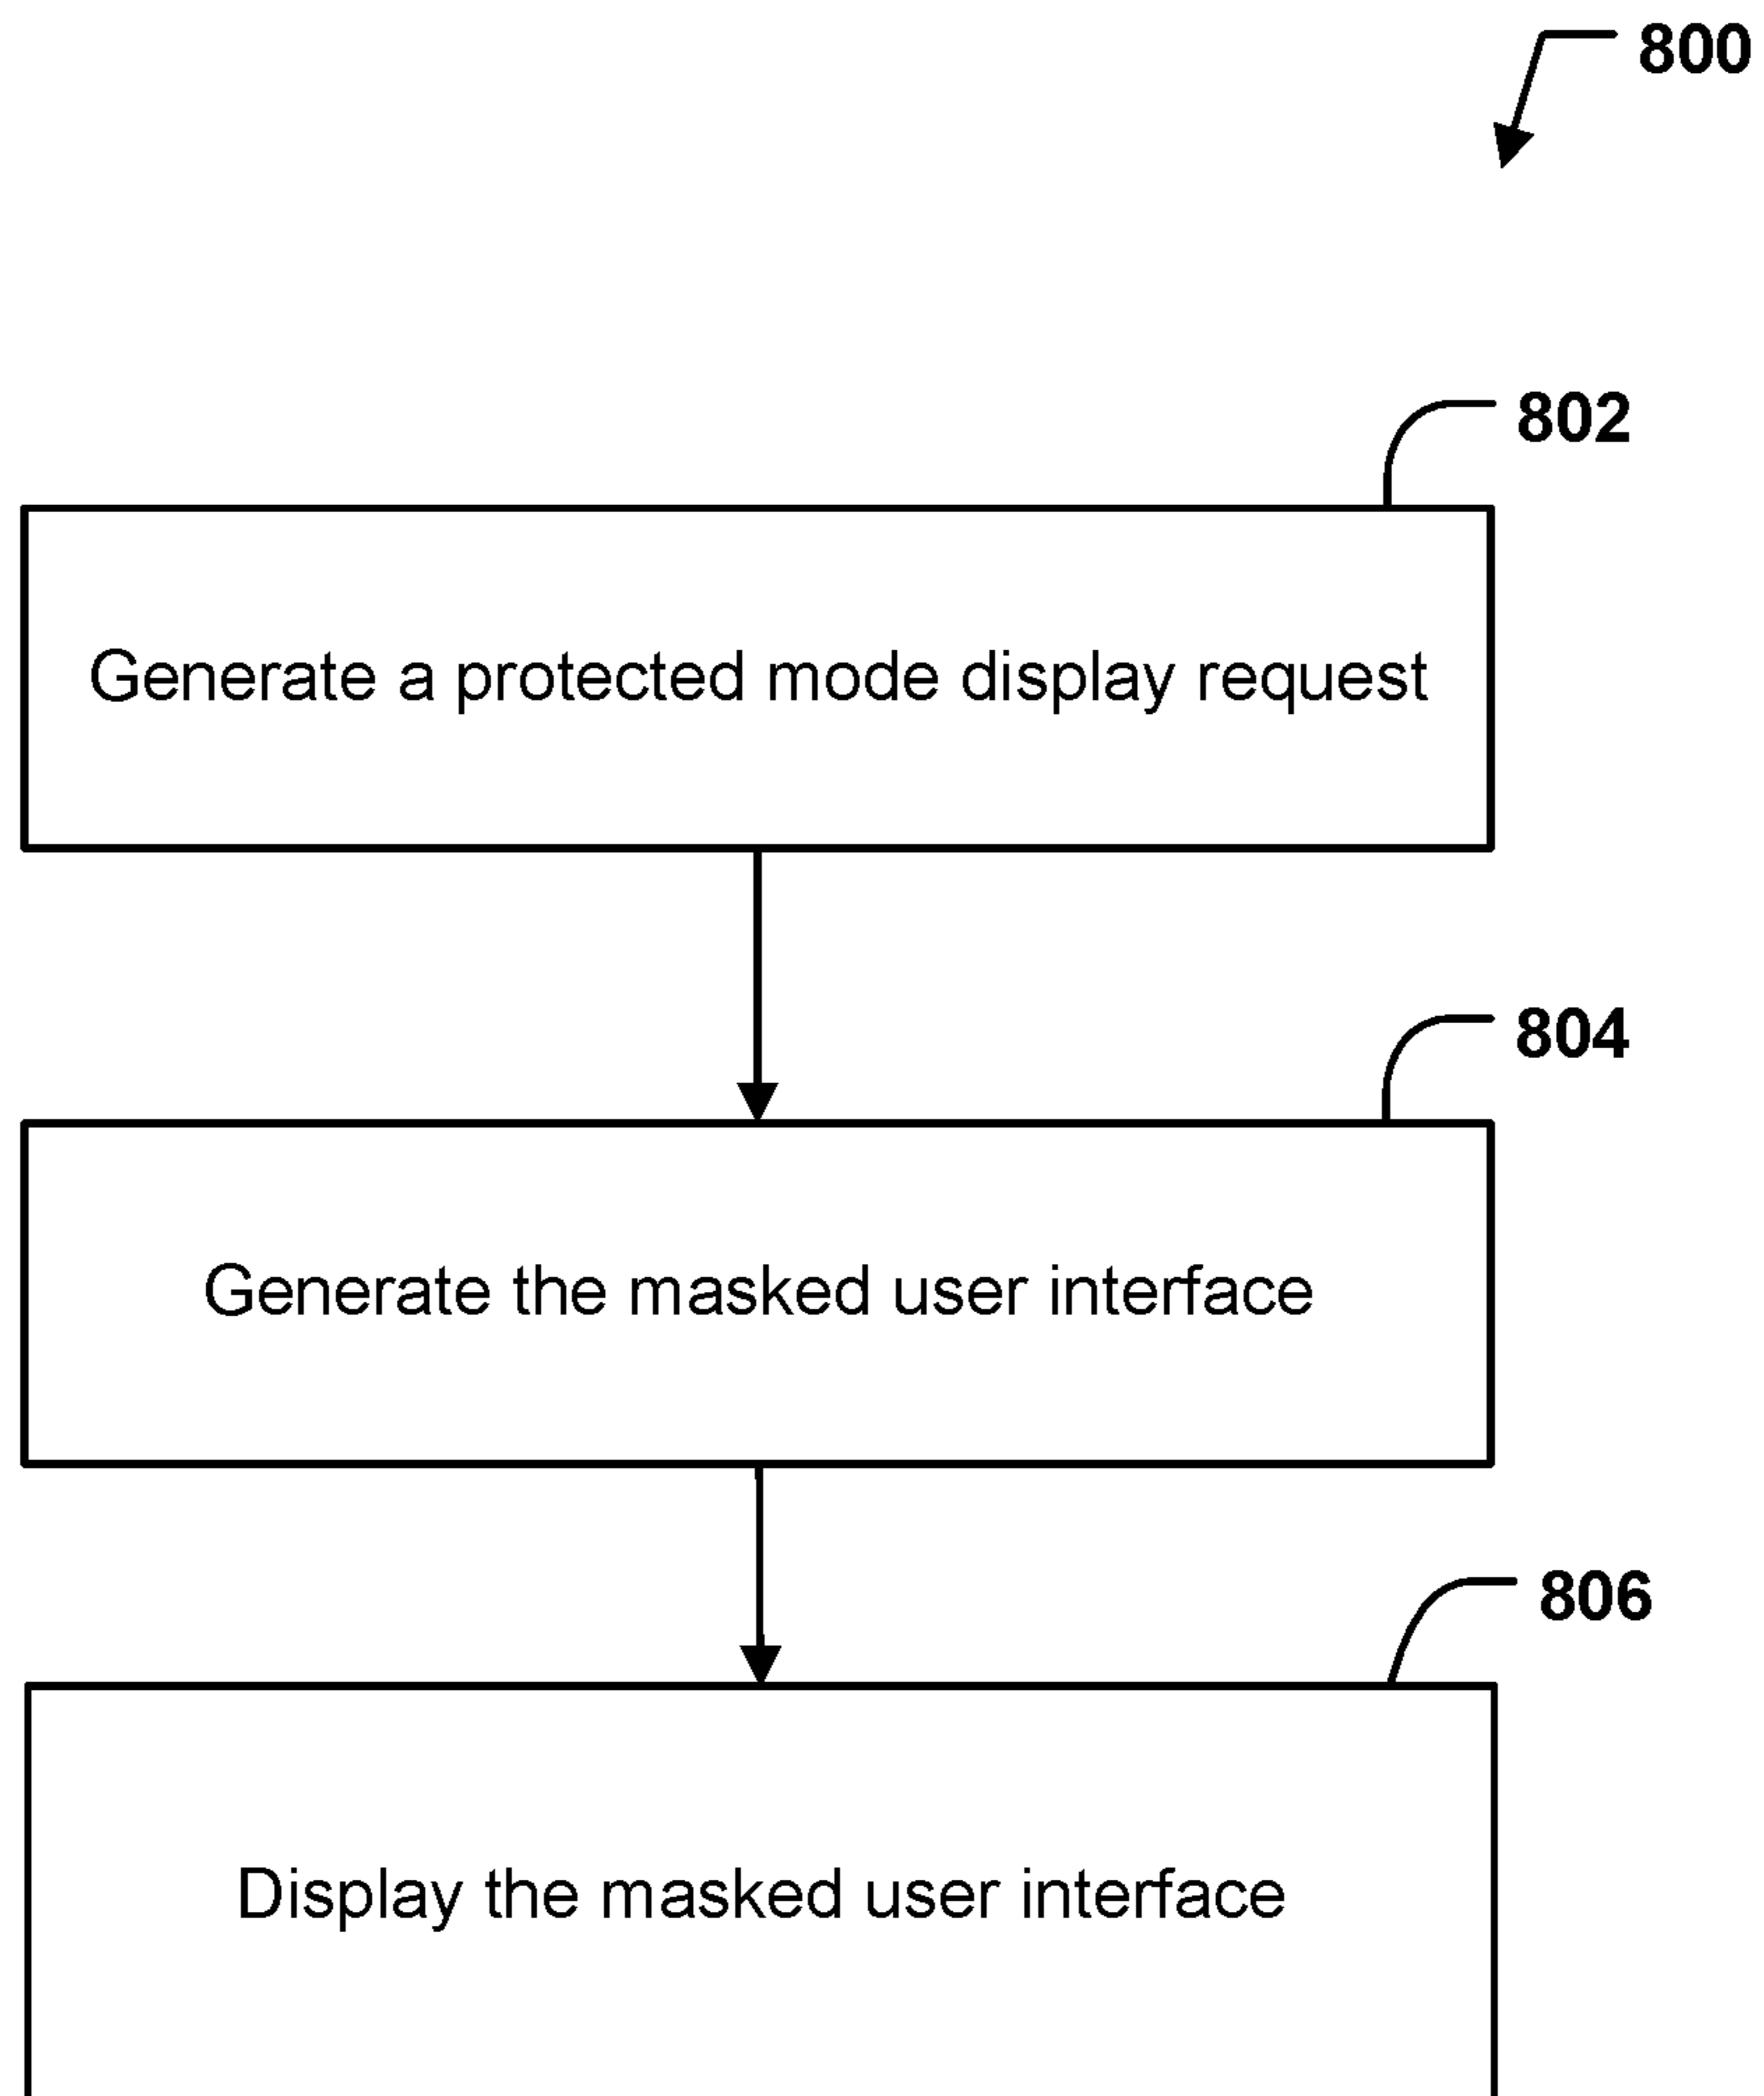 800
802
Generate a protected mode display request
804
Generate the masked user interface
806
Display the masked user interface